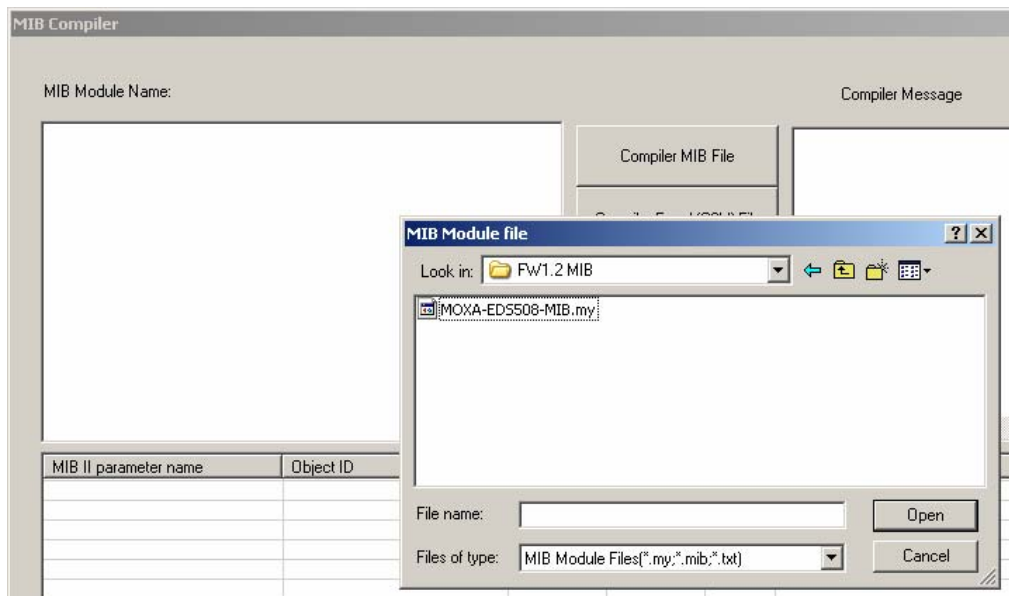 MIB Compiler
MIB Module Name:
Compiler Message
Compiler MIB File
MIB Module file
Look in: FW1.2 MIB
MOXA-EDS508-MIB.my
MIB II parameter name Object ID
File name:
Open
Files of type: MIB Module Files(*.my;*.mib;*.txt)
Cancel